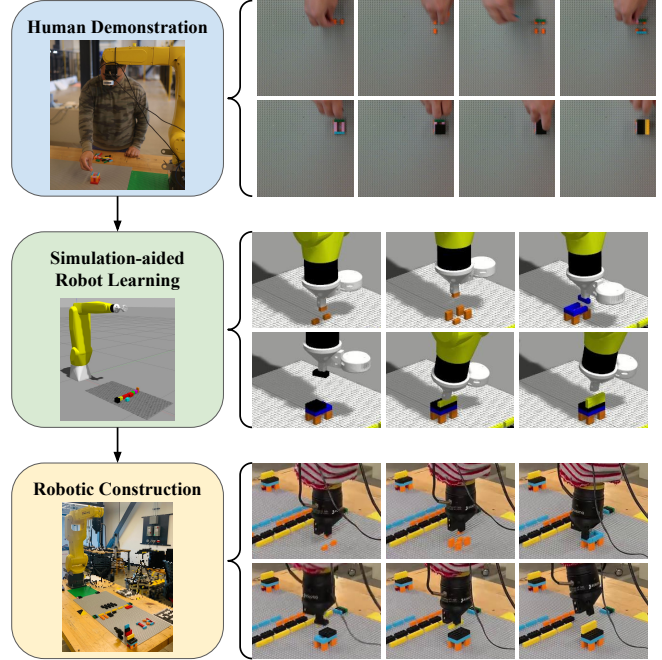 Human Demonstration
Simulation-aided
Robot Learning
Robotic Construction